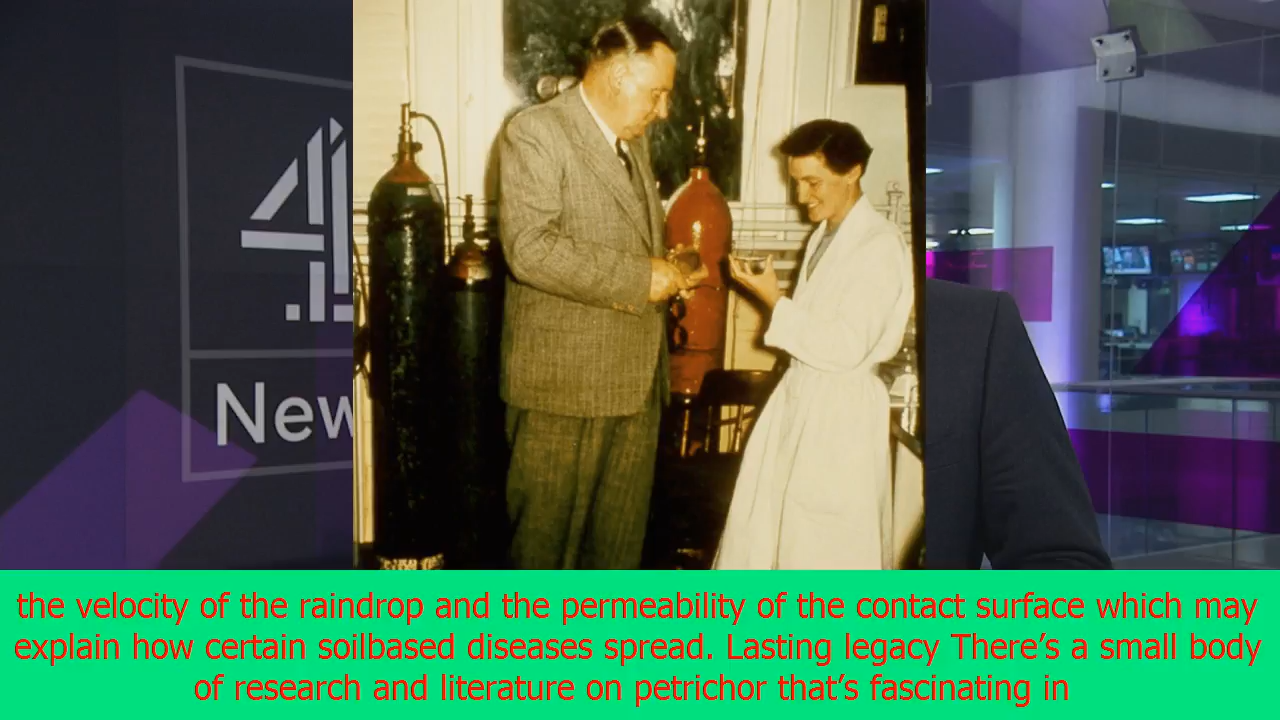 4
New
the velocity of the raindrop and the permeability of the contact surface which may
explain how certain soilbased diseases spread. Lasting legacy There’s a small body
of research and literature on petrichor that’s fascinating in